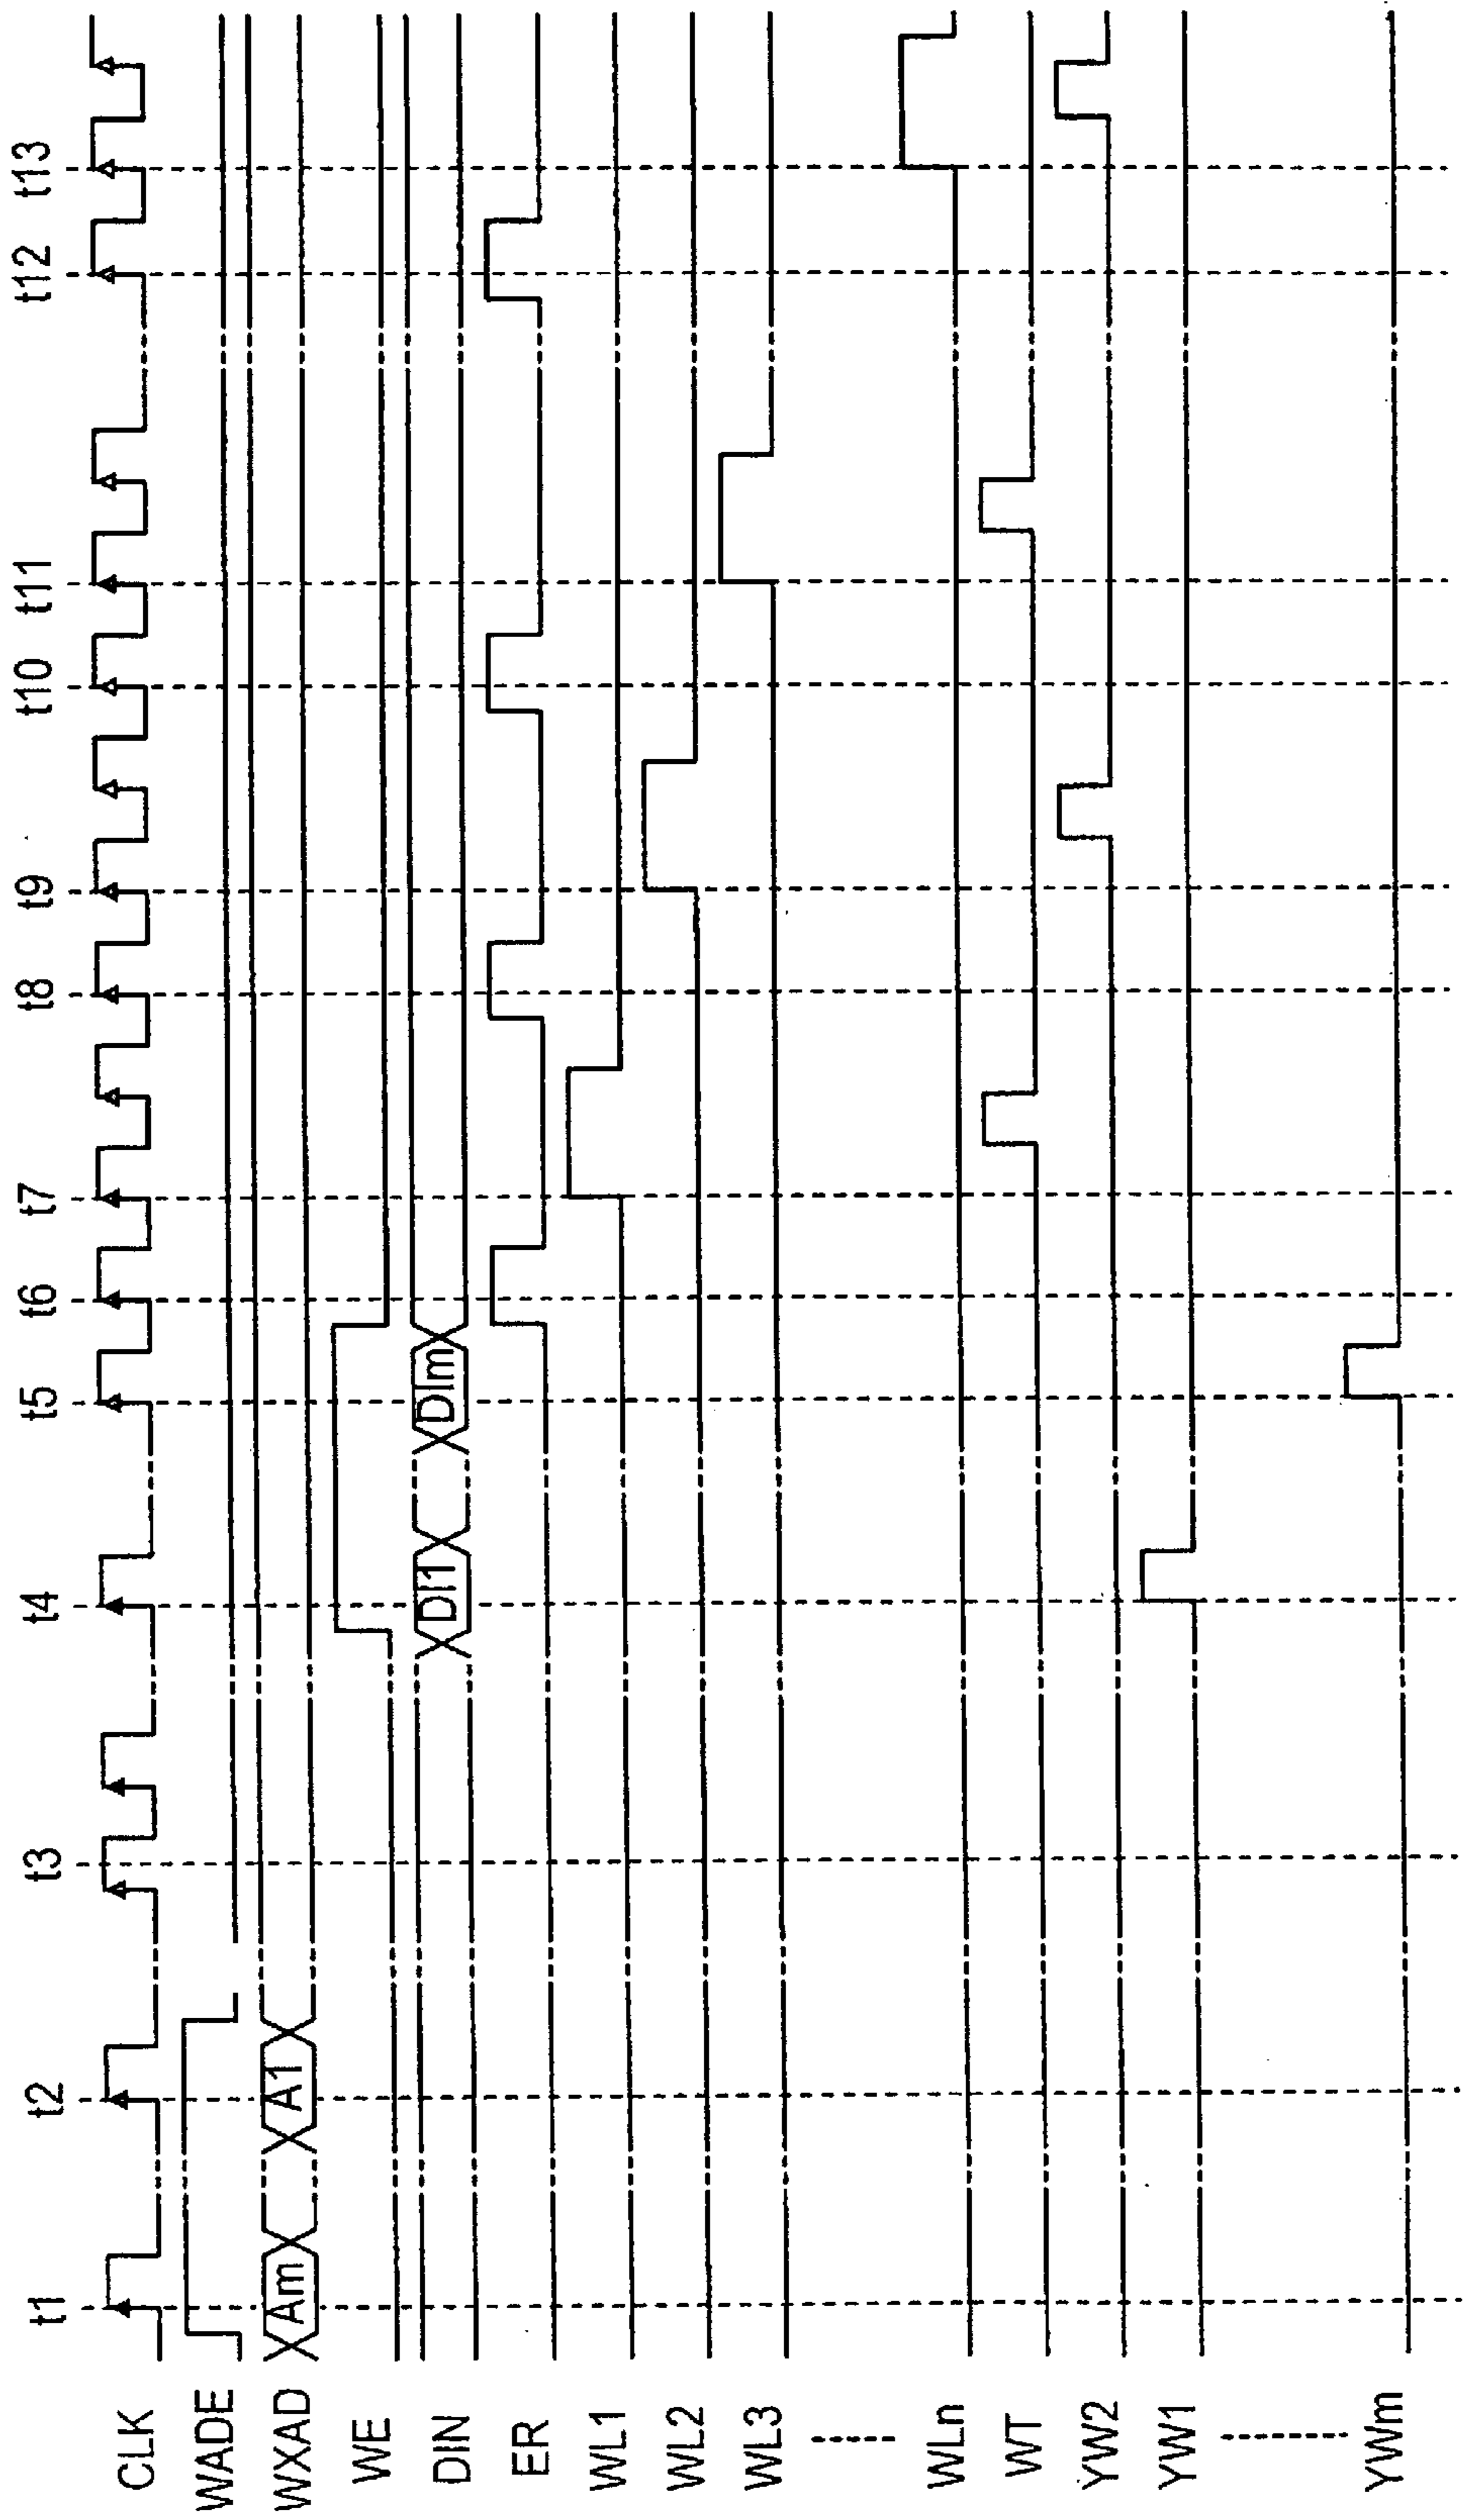 t1 t2 t3 t4 t5 t6 t7 t8 t9 t10 t11 t12 t13
CLK
WADE
WXAD Am A1
WE
DIN DI1 DIm
ER
WL1
WL2
WL3
WLn
WT
YW2
YW1
YWm